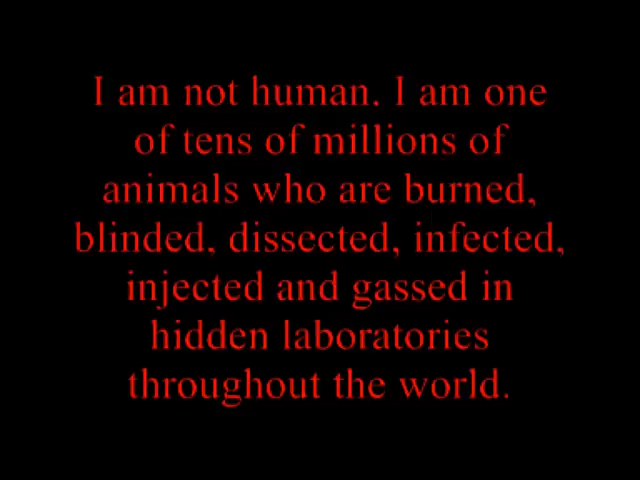 I am not human. I am one
of tens of millions of
animals who are burned,
blinded, dissected, infected,
injected and gassed in
hidden laboratories
throughout the world.